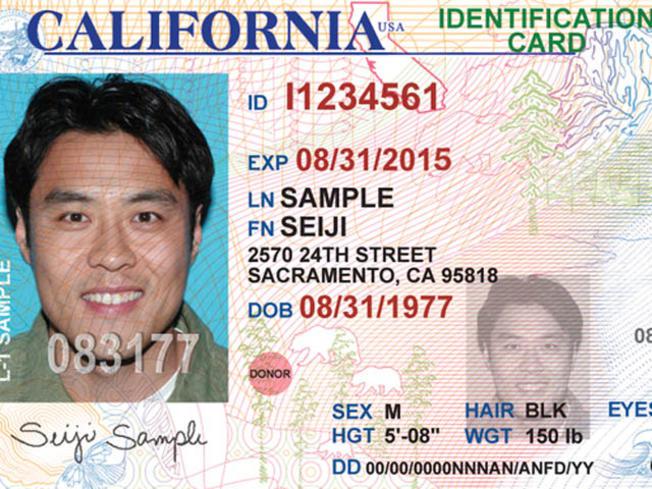 CALIFORNIA USA
IDENTIFICATION
CARD
ID I1234561
EXP 08/31/2015
LN SAMPLE
FN SEIJI
2570 24TH STREET
SACRAMENTO, CA 95818
DOB 08/31/1977
L-1 SAMPLE
083177
08
DONOR
Seiji Sample
SEX M HAIR BLK EYES
HGT 5'-08" WGT 150 lb
DD 00/00/0000NNNAN/ANFD/YY